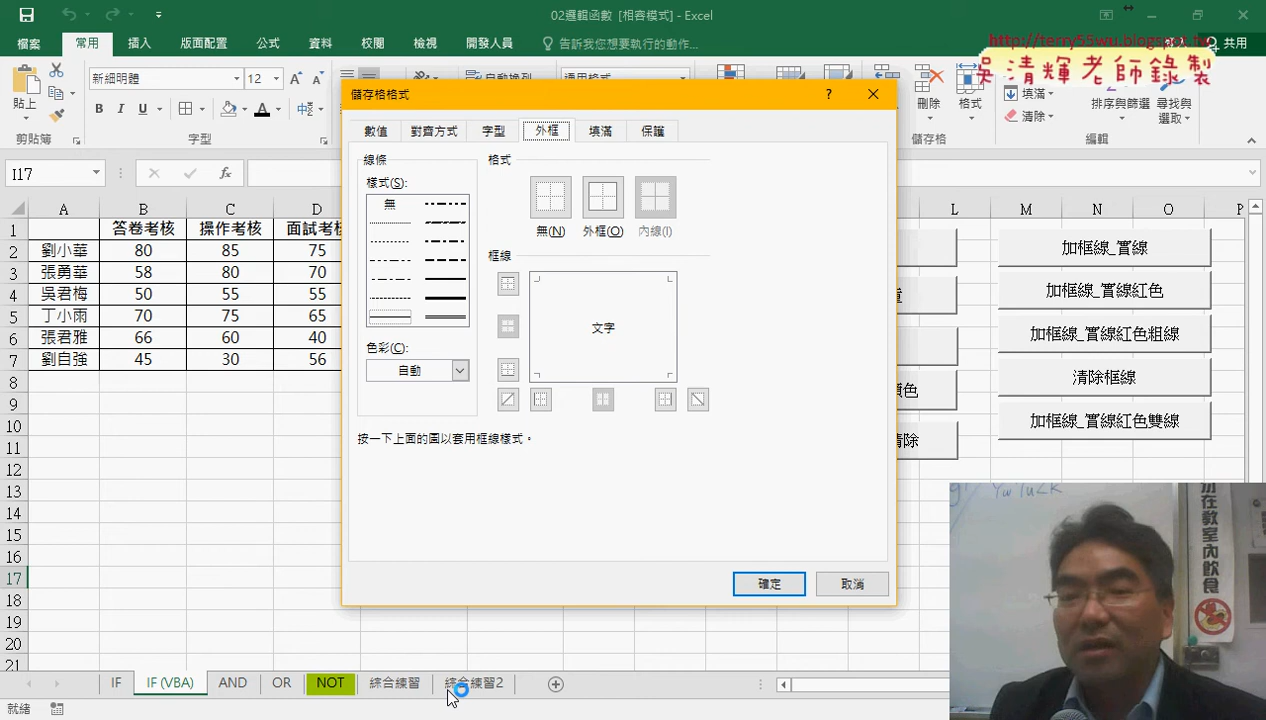 02邏輯函數 [相容模式] - Excel
http://terry55wu.blogspot.tw
吳清輝老師錄製
檔案 常用 插入 版面配置 公式 資料 校閱 檢視 開發人員 告訴我您想要執行的動作... 共用
貼上 新細明體 12 自動換列 通用格式 刪除 格式 填滿 清除 排序與篩選 尋找與選取
剪貼簿 字型 儲存格 編輯
I17 fx
A B C D L M N O P
1 答卷考核 操作考核 面試考核
2 劉小華 80 85 75
3 張勇華 58 80 70
4 吳君梅 50 55 55
5 丁小雨 70 75 65
6 張君雅 66 60 40
7 劉自強 45 30 56
8
9
10
11
12
13
14
15
16
17
18
19
20
21
儲存格格式 ?
數值 對齊方式 字型 外框 填滿 保護
線條
樣式(S):
無
色彩(C):
自動
格式
無(N) 外框(O) 內線(I)
框線
文字
按一下上面的圖以套用框線樣式。
確定 取消
加框線_實線
加框線_實線紅色
加框線_實線紅色粗線
清除框線
加框線_實線紅色雙線
色
清除
勿在教室內飲食
IF IF (VBA) AND OR NOT 綜合練習 綜合練習2
就緒